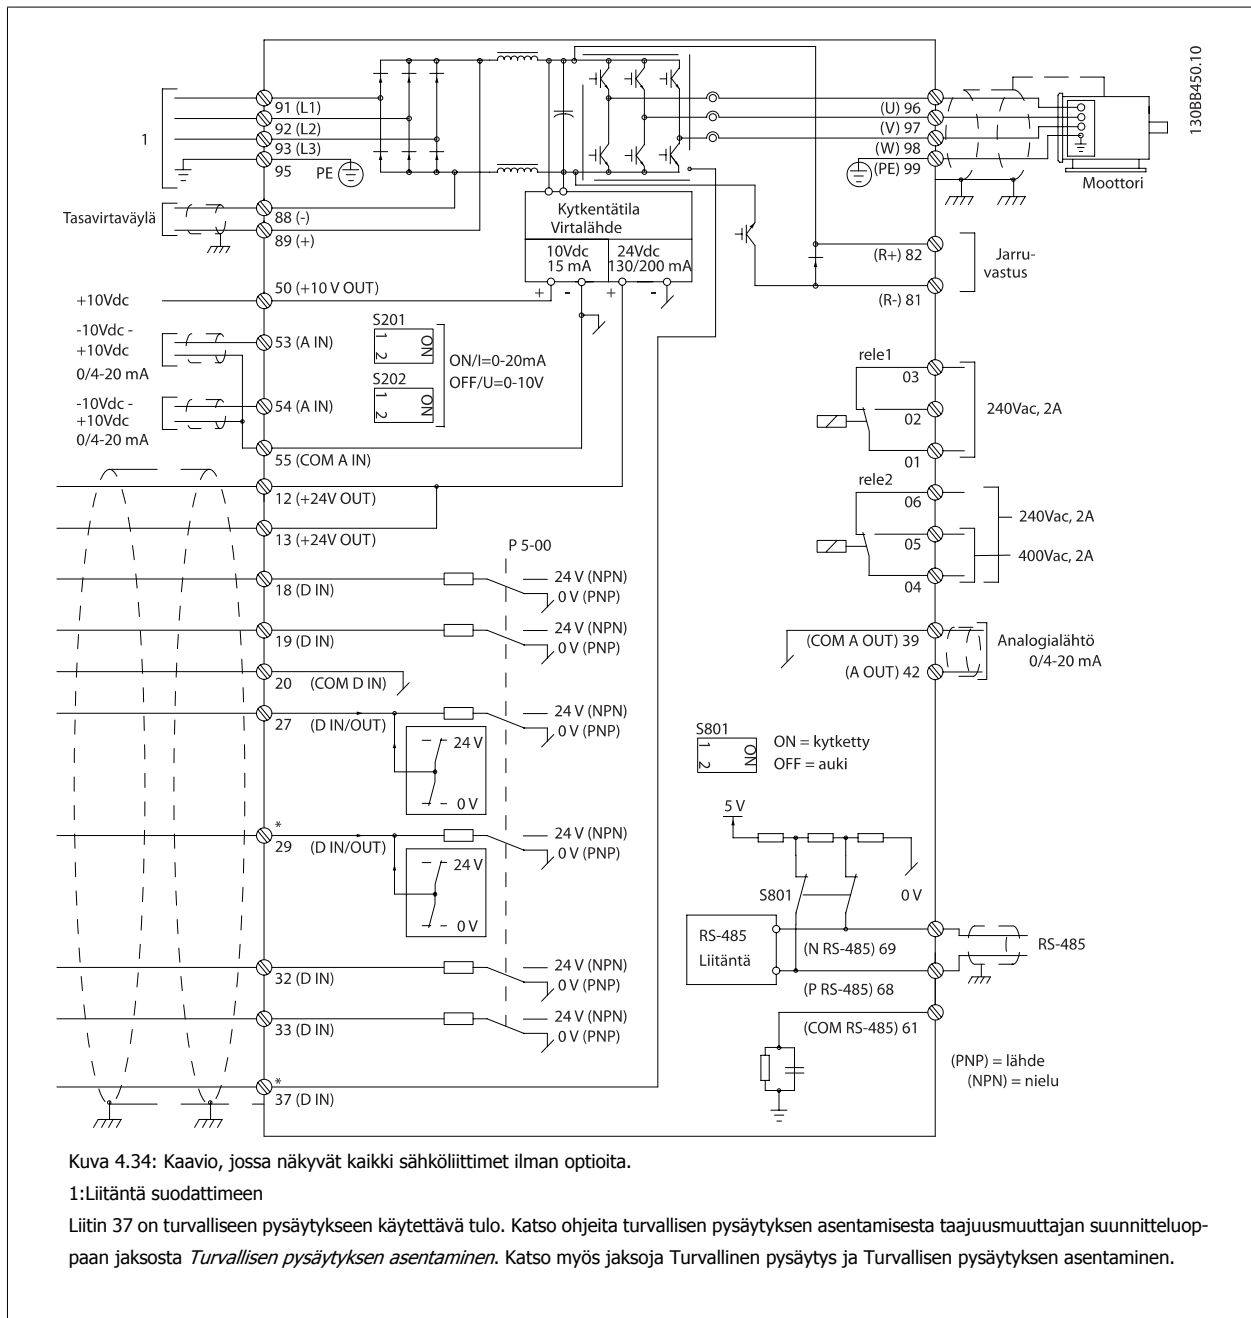 130BB450.10
91 (L1)
92 (L2)
93 (L3)
95
PE
1
(U) 96
(V) 97
(W) 98
(PE) 99
Moottori
Tasavirtaväylä
88 (-)
89 (+)
Kytkentätila
Virtalähde
10Vdc
15 mA
24Vdc
130/200 mA
+ - + -
(R+) 82
(R-) 81
Jarru-
vastus
+10Vdc
50 (+10 V OUT)
-10Vdc -
+10Vdc
0/4-20 mA
53 (A IN)
S201
1
2
ON
S202
1
2
ON
ON/I=0-20mA
OFF/U=0-10V
-10Vdc -
+10Vdc
0/4-20 mA
54 (A IN)
55 (COM A IN)
12 (+24V OUT)
13 (+24V OUT)
rele1
03
02
01
240Vac, 2A
rele2
06
05
04
240Vac, 2A
400Vac, 2A
P 5-00
18 (D IN)
24 V (NPN)
0 V (PNP)
19 (D IN)
24 V (NPN)
0 V (PNP)
20 (COM D IN)
27 (D IN/OUT)
24 V (NPN)
0 V (PNP)
24 V
0 V
*
29 (D IN/OUT)
24 V (NPN)
0 V (PNP)
24 V
0 V
32 (D IN)
24 V (NPN)
0 V (PNP)
33 (D IN)
24 V (NPN)
0 V (PNP)
*
37 (D IN)
(COM A OUT) 39
(A OUT) 42
Analogialähtö
0/4-20 mA
S801
1
2
ON
ON = kytketty
OFF = auki
5 V
S801
0 V
RS-485
Liitäntä
(N RS-485) 69
(P RS-485) 68
(COM RS-485) 61
RS-485
(PNP) = lähde
(NPN) = nielu
Kuva 4.34: Kaavio, jossa näkyvät kaikki sähköliittimet ilman optioita.
1:Liitäntä suodattimeen
Liitin 37 on turvalliseen pysäytykseen käytettävä tulo. Katso ohjeita turvallisen pysäytyksen asentamisesta taajuusmuuttajan suunnitteluop-
paan jaksosta Turvallisen pysäytyksen asentaminen. Katso myös jaksoja Turvallinen pysäytys ja Turvallisen pysäytyksen asentaminen.